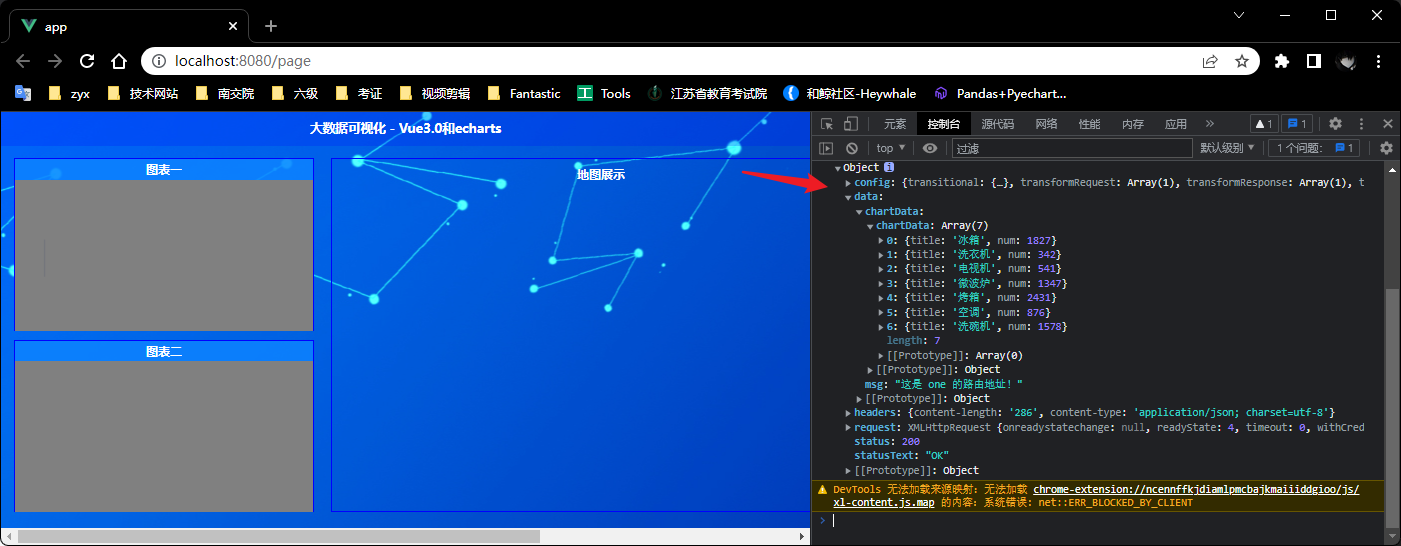 app
localhost:8080/page
zyx 技术网站 南交院 六级 考证 视频剪辑 Fantastic Tools 江苏省教育考试院 和鲸社区-Heywhale Pandas+Pyechart...
大数据可视化 - Vue3.0和echarts
图表一
地图展示
图表二
元素 控制台 源代码 网络 性能 内存 应用 » 1 1
top 过滤 默认级别 1 个问题: 1
Object i
config: {transitional: {…}, transformRequest: Array(1), transformResponse: Array(1), t
data:
chartData:
chartData: Array(7)
0: {title: '冰箱', num: 1827}
1: {title: '洗衣机', num: 342}
2: {title: '电视机', num: 541}
3: {title: '微波炉', num: 1347}
4: {title: '烤箱', num: 2431}
5: {title: '空调', num: 876}
6: {title: '洗碗机', num: 1578}
length: 7
[[Prototype]]: Array(0)
[[Prototype]]: Object
msg: "这是 one 的路由地址!"
[[Prototype]]: Object
headers: {content-length: '286', content-type: 'application/json; charset=utf-8'}
request: XMLHttpRequest {onreadystatechange: null, readyState: 4, timeout: 0, withCred
status: 200
statusText: "OK"
[[Prototype]]: Object
DevTools 无法加载来源映射: 无法加载 chrome-extension://ncennffkjdiamlpmcbajkmaiiiddgioo/js/
xl-content.js.map 的内容: 系统错误: net::ERR_BLOCKED_BY_CLIENT